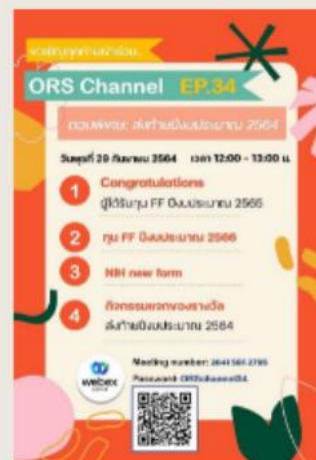 ขอเชิญทุกท่านเข้าร่วม...
ORS Channel EP.34
ตอนพิเศษ: ส่งท้ายปีงบประมาณ 2564
วันพุธที่ 29 กันยายน 2564 เวลา 12:00 - 13:00 น.
1 Congratulations
ผู้ได้รับทุน FF ปีงบประมาณ 2565
2 ทุน FF ปีงบประมาณ 2566
3 NIH new form
4 กิจกรรมแจกของรางวัล
ส่งท้ายปีงบประมาณ 2564
webex
Meeting number:
Password: ORSchannel34